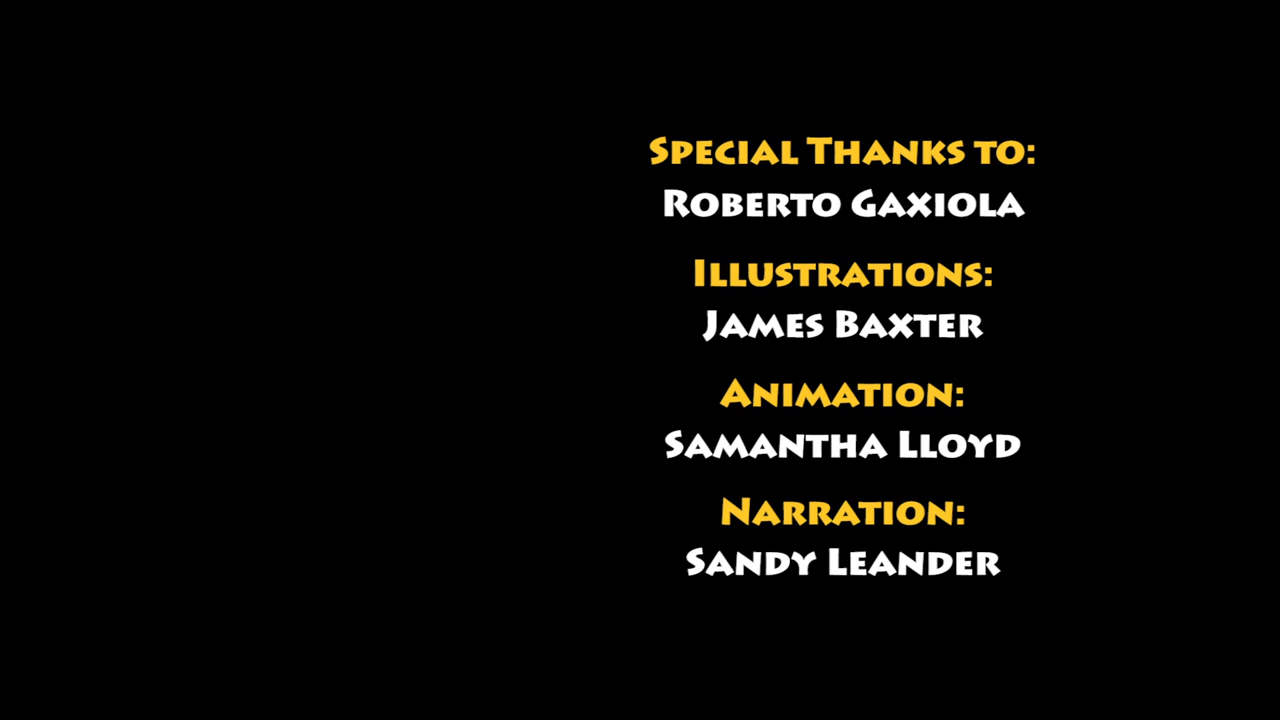 Special Thanks to:
Roberto Gaxiola
Illustrations:
James Baxter
Animation:
Samantha Lloyd
Narration:
Sandy Leander